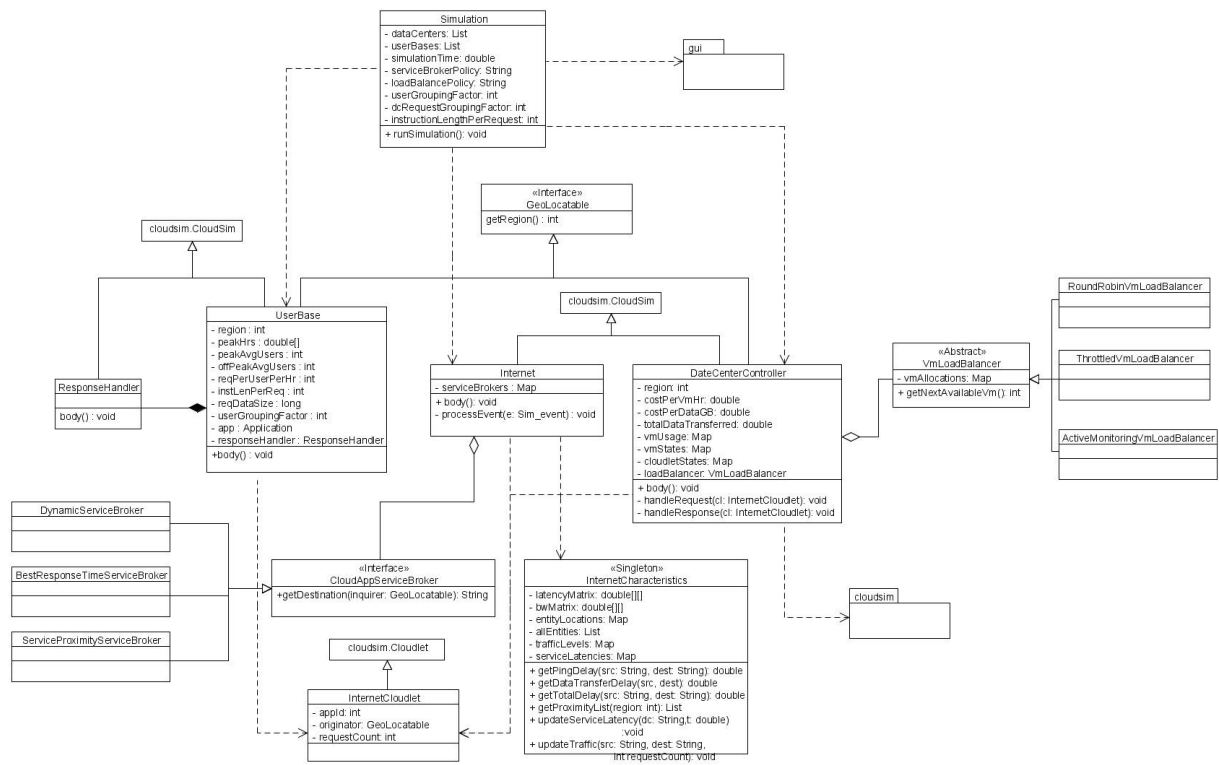 Simulation
- dataCenters: List
- userBases: List
- simulationTime: double
- serviceBrokerPolicy: String
- loadBalancePolicy: String
- userGroupingFactor: int
- dcRequestGroupingFactor: int
- instructionLengthPerRequest: int
+ runSimulation(): void
gui
«Interface»
GeoLocatable
getRegion() : int
cloudsim.CloudSim
cloudsim.CloudSim
UserBase
- region : int
- peakHrs : double[]
- peakAvgUsers : int
- offPeakAvgUsers : int
- reqPerUserPerHr : int
- instLenPerReq : int
- reqDataSize : long
- userGroupingFactor : int
- app : Application
- responseHandler : ResponseHandler
+body() : void
ResponseHandler
body() : void
Internet
- serviceBrokers : Map
+ body() : void
- processEvent(e: Sim_event) : void
DateCenterController
- region: int
- costPerVmHr: double
- costPerDataGB: double
- totalDataTransferred: double
- vmUsage: Map
- vmStates: Map
- cloudletStates: Map
- loadBalancer: VmLoadBalancer
+ body(): void
- handleRequest(cl: InternetCloudlet): void
- handleResponse(cl: InternetCloudlet): void
«Abstract»
VmLoadBalancer
- vmAllocations: Map
+ getNextAvailableVm(): int
RoundRobinVmLoadBalancer
ThrottledVmLoadBalancer
ActiveMonitoringVmLoadBalancer
DynamicServiceBroker
BestResponseTimeServiceBroker
ServiceProximityServiceBroker
«Interface»
CloudAppServiceBroker
+getDestination(inquirer: GeoLocatable): String
«Singleton»
InternetCharacteristics
- latencyMatrix: double[][]
- bwMatrix: double[][]
- entityLocations: Map
- allEntities: List
- trafficLevels: Map
- serviceLatencies: Map
+ getPingDelay(src: String, dest: String): double
+ getDataTransferDelay(src, dest): double
+ getTotalDelay(src: String, dest: String): double
+ getProximityList(region: int): List
+ updateServiceLatency(dc: String,t: double)
:void
+ updateTraffic(src: String, dest: String,
int requestCount): void
cloudsim
cloudsim.Cloudlet
InternetCloudlet
- appId: int
- originator: GeoLocatable
- requestCount: int